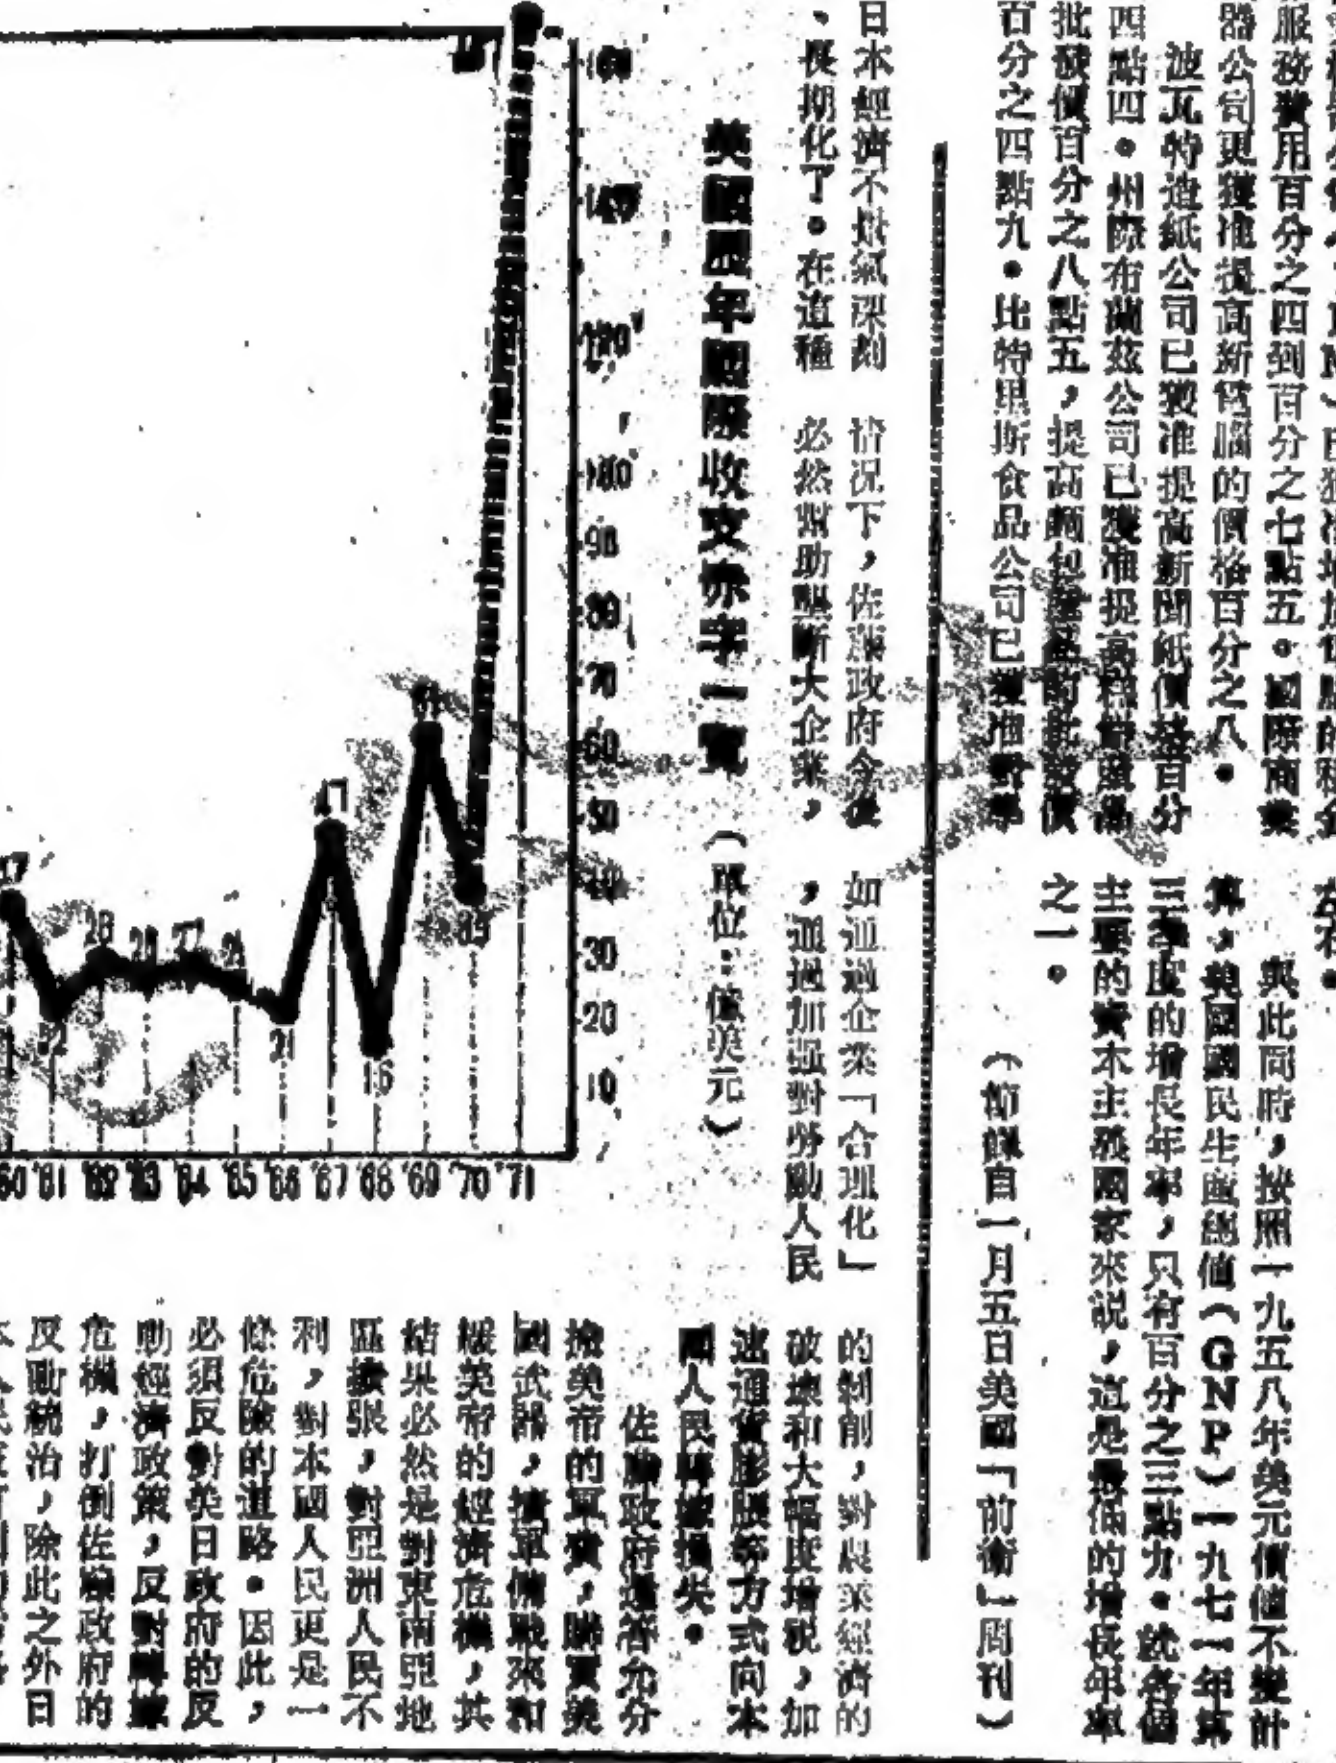 服務費用百分之四到百分之七點五。國際商業
器公司更獲准提高新電腦的價格百分之八。
波瓦特造紙公司已獲准提高新聞紙價格百分
四點四。州際布蘭茲公司已獲准提高
批發價百分之八點五，提高麵包
百分之四點九。比特里斯食品公司已獲准對
左右。
與此同時，按照一九五八年美元價值不變計
算，美國國民生產總值（GNP）一九七一年第
三季度的增長年率，只有百分之三點九。就各個
主要的資本主義國家來說，這是最低的增長年率
之一。
（節錄自一月五日美國「前衛」周刊）
日本經濟不景氣深刻
、長期化了。在這種
情況下，佐藤政府今後
必然幫助壟斷大企業，
如通過企業「合理化」
，通過加强對勞動人民
的剝削，對農業經濟的
破壞和大幅度增稅，加
速通貨膨脹等方式向本
國人民轉嫁損失。
佐藤政府還答允分
擔美帝的軍費，購買美
國武器，擴軍備戰來和
緩美帝的經濟危機，其
結果必然是對東南亞地
區擴張，對亞洲人民不
利，對本國人民更是一
條危險的道路。因此，
必須反對美日政府的反
動經濟政策，反對轉嫁
危機，打倒佐藤政府的
反動統治，除此之外日
美國歷年國際收支赤字一覽（單位：億美元）
140
120
100
90
80
70
60
50
40
30
20
10
'61 '62 '63 '64 '65 '66 '67 '68 '69 '70 '71
21
16